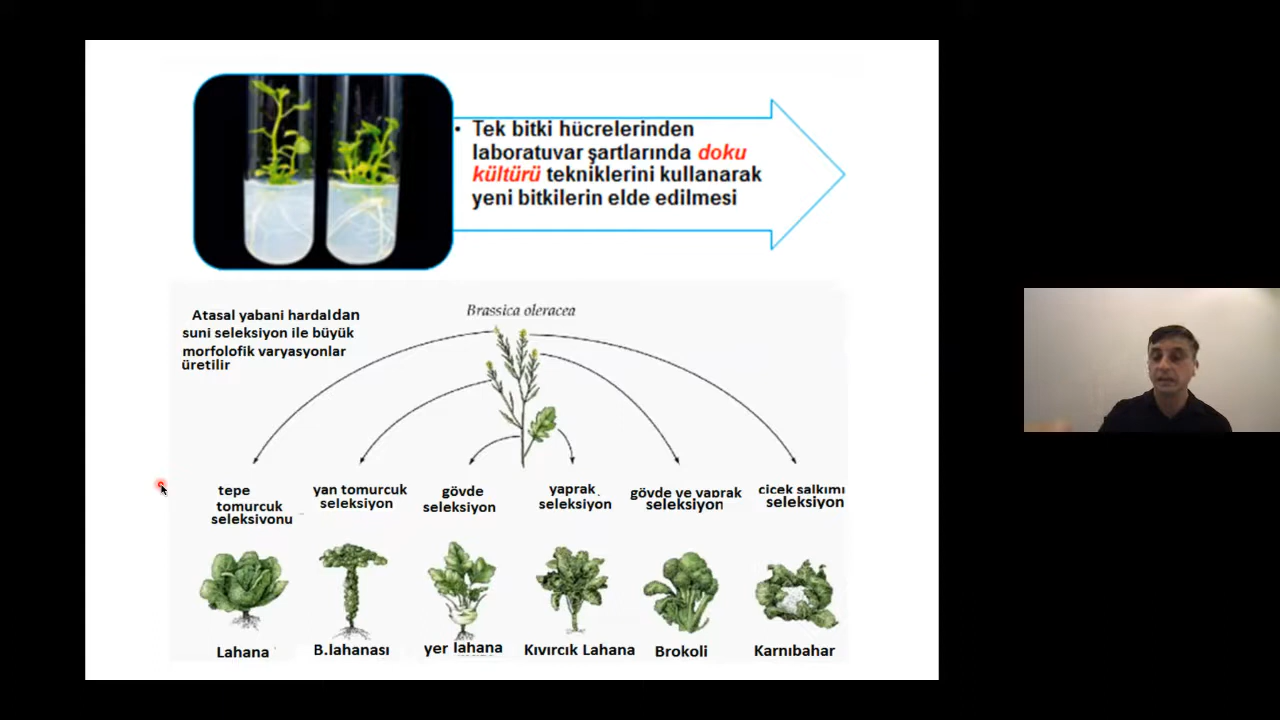 • Tek bitki hücrelerinden
laboratuvar şartlarında doku
kültürü tekniklerini kullanarak
yeni bitkilerin elde edilmesi
Atasal yabani hardaldan
suni seleksiyon ile büyük
morfolofik varyasyonlar
üretilir
Brassica oleracea
tepe
tomurcuk
seleksivonu
yan tomurcuk
seleksiyon
gövde
seleksiyon
yaprak
seleksiyon
gövde ve vaprak
seleksiyon
cicek salkımı
seleksiyon
Lahana
B.lahanası
yer lahana
Kıvırcık Lahana
Brokoli
Karnıbahar